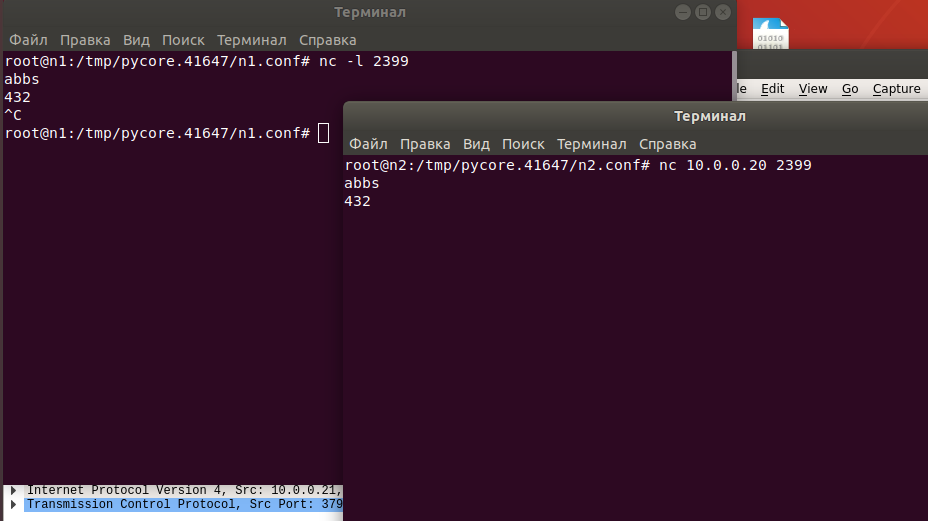 Терминал
Файл Правка Вид Поиск Терминал Справка
root@n1:/tmp/pycore.41647/n1.conf# nc -l 2399
abbs
432
^C
root@n1:/tmp/pycore.41647/n1.conf#
01010
01101
Edit View Go Capture
Терминал
Файл Правка Вид Поиск Терминал Справка
root@n2:/tmp/pycore.41647/n2.conf# nc 10.0.0.20 2399
abbs
432
Internet Protocol Version 4, Src: 10.0.0.21,
Transmission Control Protocol, Src Port: 379